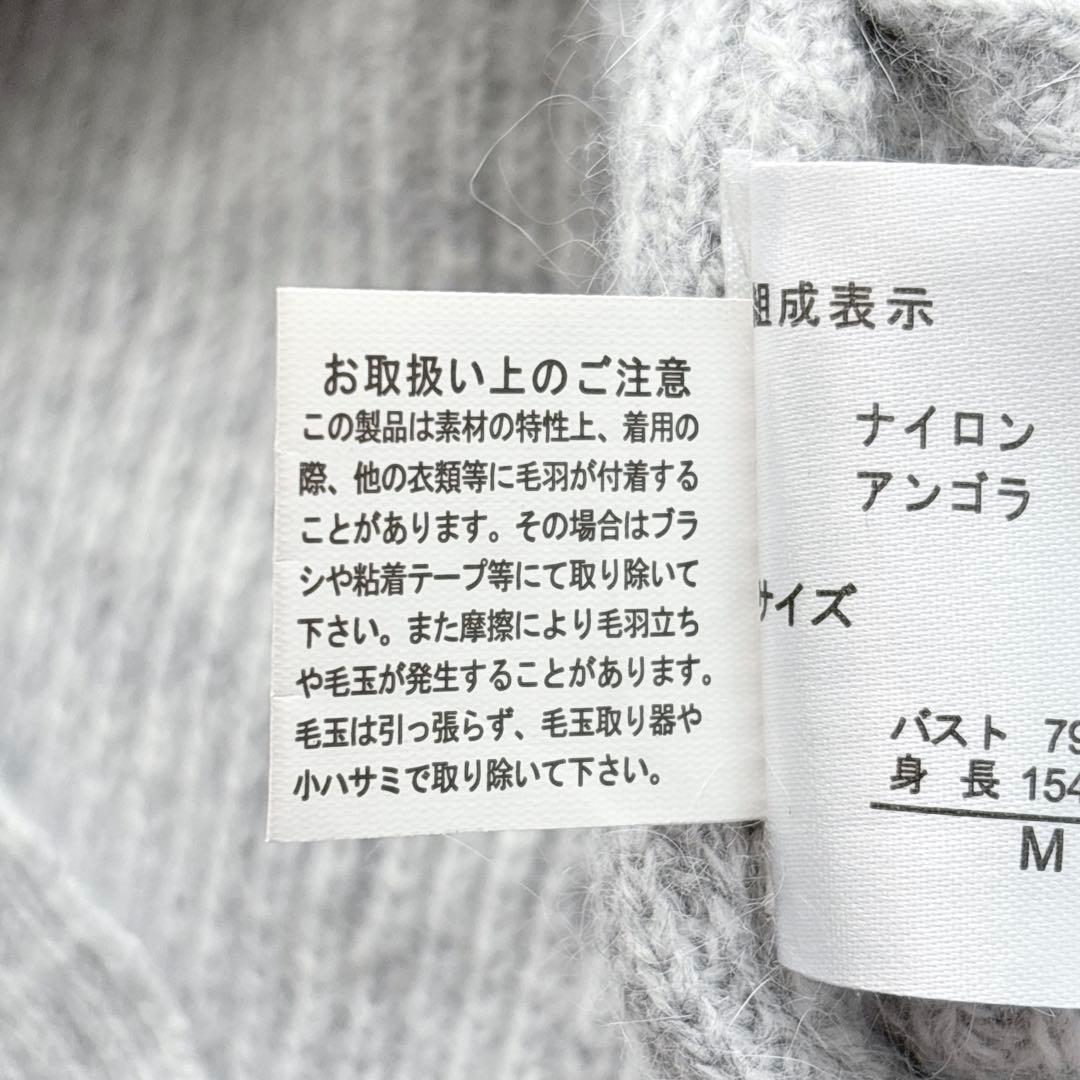 お取扱い上のご注意
この製品は素材の特性上、着用の
際、他の衣類等に毛羽が付着する
ことがあります。その場合はブラ
シや粘着テープ等にて取り除いて
下さい。また摩擦により毛羽立ち
や毛玉が発生することがあります。
毛玉は引っ張らず、毛玉取り器や
小ハサミで取り除いて下さい。
組成表示
ナイロン
アンゴラ
サイズ
バスト 79
身長 154
M